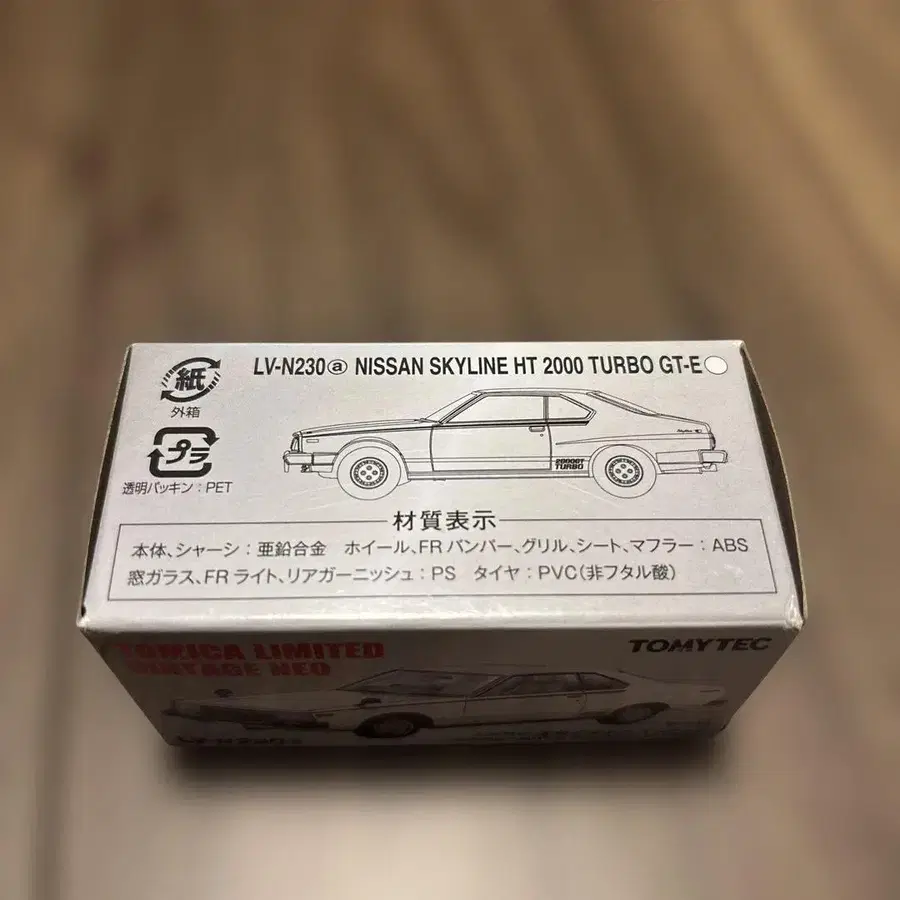 紙
外箱
プラ
透明パッキン：PET
LV-N230ⓐ NISSAN SKYLINE HT 2000 TURBO GT-E
2000GT
TURBO
材質表示
本体、シャーシ：亜鉛合金　ホイール、FRバンパー、グリル、シート、マフラー：ABS
窓ガラス、FRライト、リアガーニッシュ：PS　タイヤ：PVC（非フタル酸）
TOMICA LIMITED
VINTAGE NEO
TOMYTEC